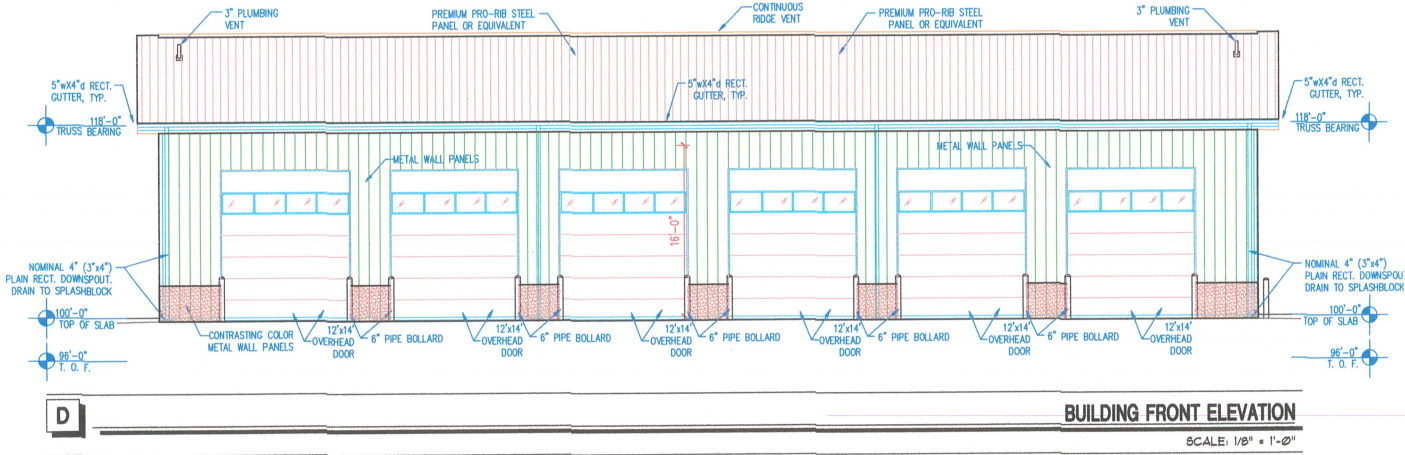 3" PLUMBING
VENT
PREMIUM PRO-RIB STEEL
PANEL OR EQUIVALENT
CONTINUOUS
RIDGE VENT
PREMIUM PRO-RIB STEEL
PANEL OR EQUIVALENT
3" PLUMBING
VENT
5"wX4"d RECT.
GUTTER, TYP.
5"wX4"d RECT.
GUTTER, TYP.
5"wX4"d RECT.
GUTTER, TYP.
118'-0"
TRUSS BEARING
118'-0"
TRUSS BEARING
METAL WALL PANELS
METAL WALL PANELS
16'-0"
NOMINAL 4" (3"x4")
PLAIN RECT. DOWNSPOUT.
DRAIN TO SPLASHBLOCK
NOMINAL 4" (3"x4")
PLAIN RECT. DOWNSPOUT
DRAIN TO SPLASHBLOCK
100'-0"
TOP OF SLAB
100'-0"
TOP OF SLAB
CONTRASTING COLOR
METAL WALL PANELS
12'x14'
OVERHEAD
DOOR
6" PIPE BOLLARD
12'x14'
OVERHEAD
DOOR
6" PIPE BOLLARD
12'x14'
OVERHEAD
DOOR
6" PIPE BOLLARD
12'x14'
OVERHEAD
DOOR
6" PIPE BOLLARD
12'x14'
OVERHEAD
DOOR
6" PIPE BOLLARD
12'x14'
OVERHEAD
DOOR
96'-0"
T. O. F.
96'-0"
T. O. F.
D
BUILDING FRONT ELEVATION
SCALE: 1/8" = 1'-0"